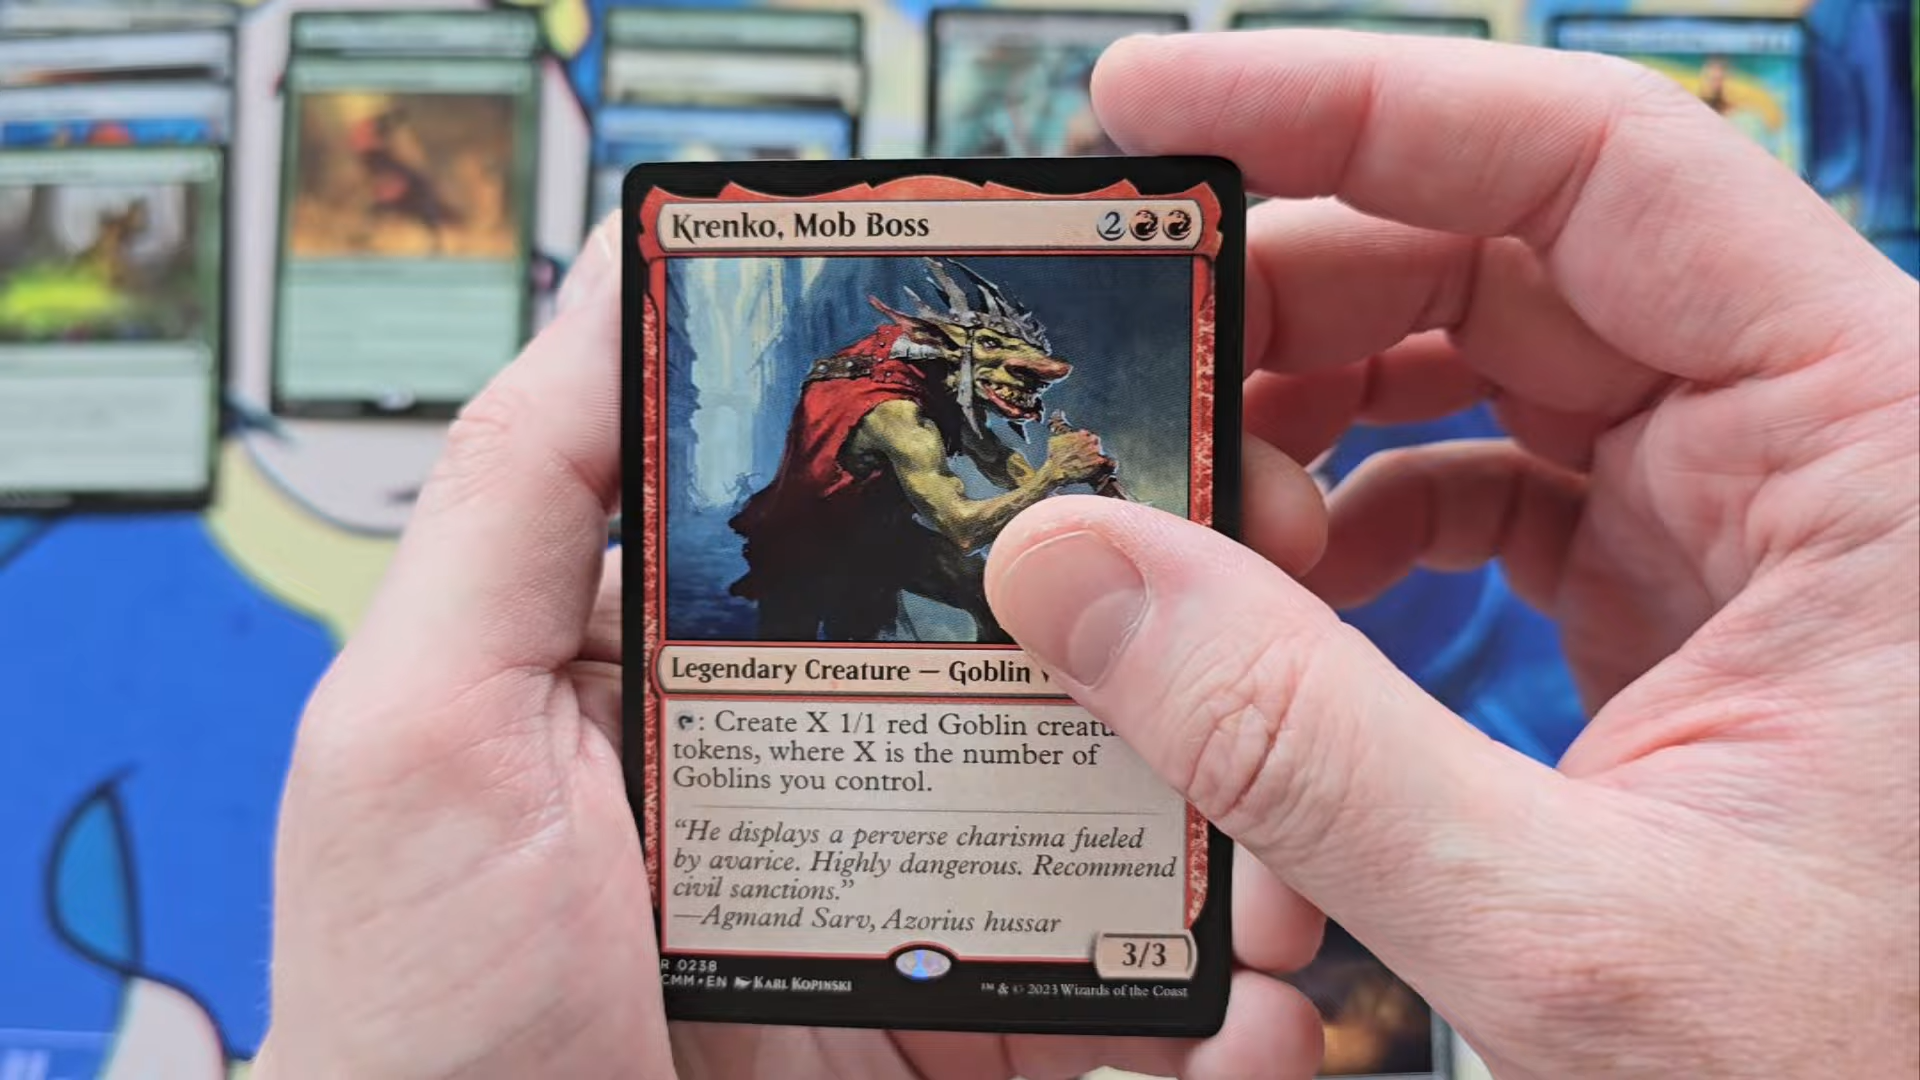 Krenko, Mob Boss 2
Legendary Creature — Goblin
: Create X 1/1 red Goblin
tokens, where X is the number of
Goblins you control.
“He displays a perverse charisma fueled
by avarice. Highly dangerous. Recommend
civil sanctions.”
—Agmand Sarv, Azorius hussar
3/3
R 0238
CMM • EN Karl Kopinski
™ & © 2023 Wizards of the Coast